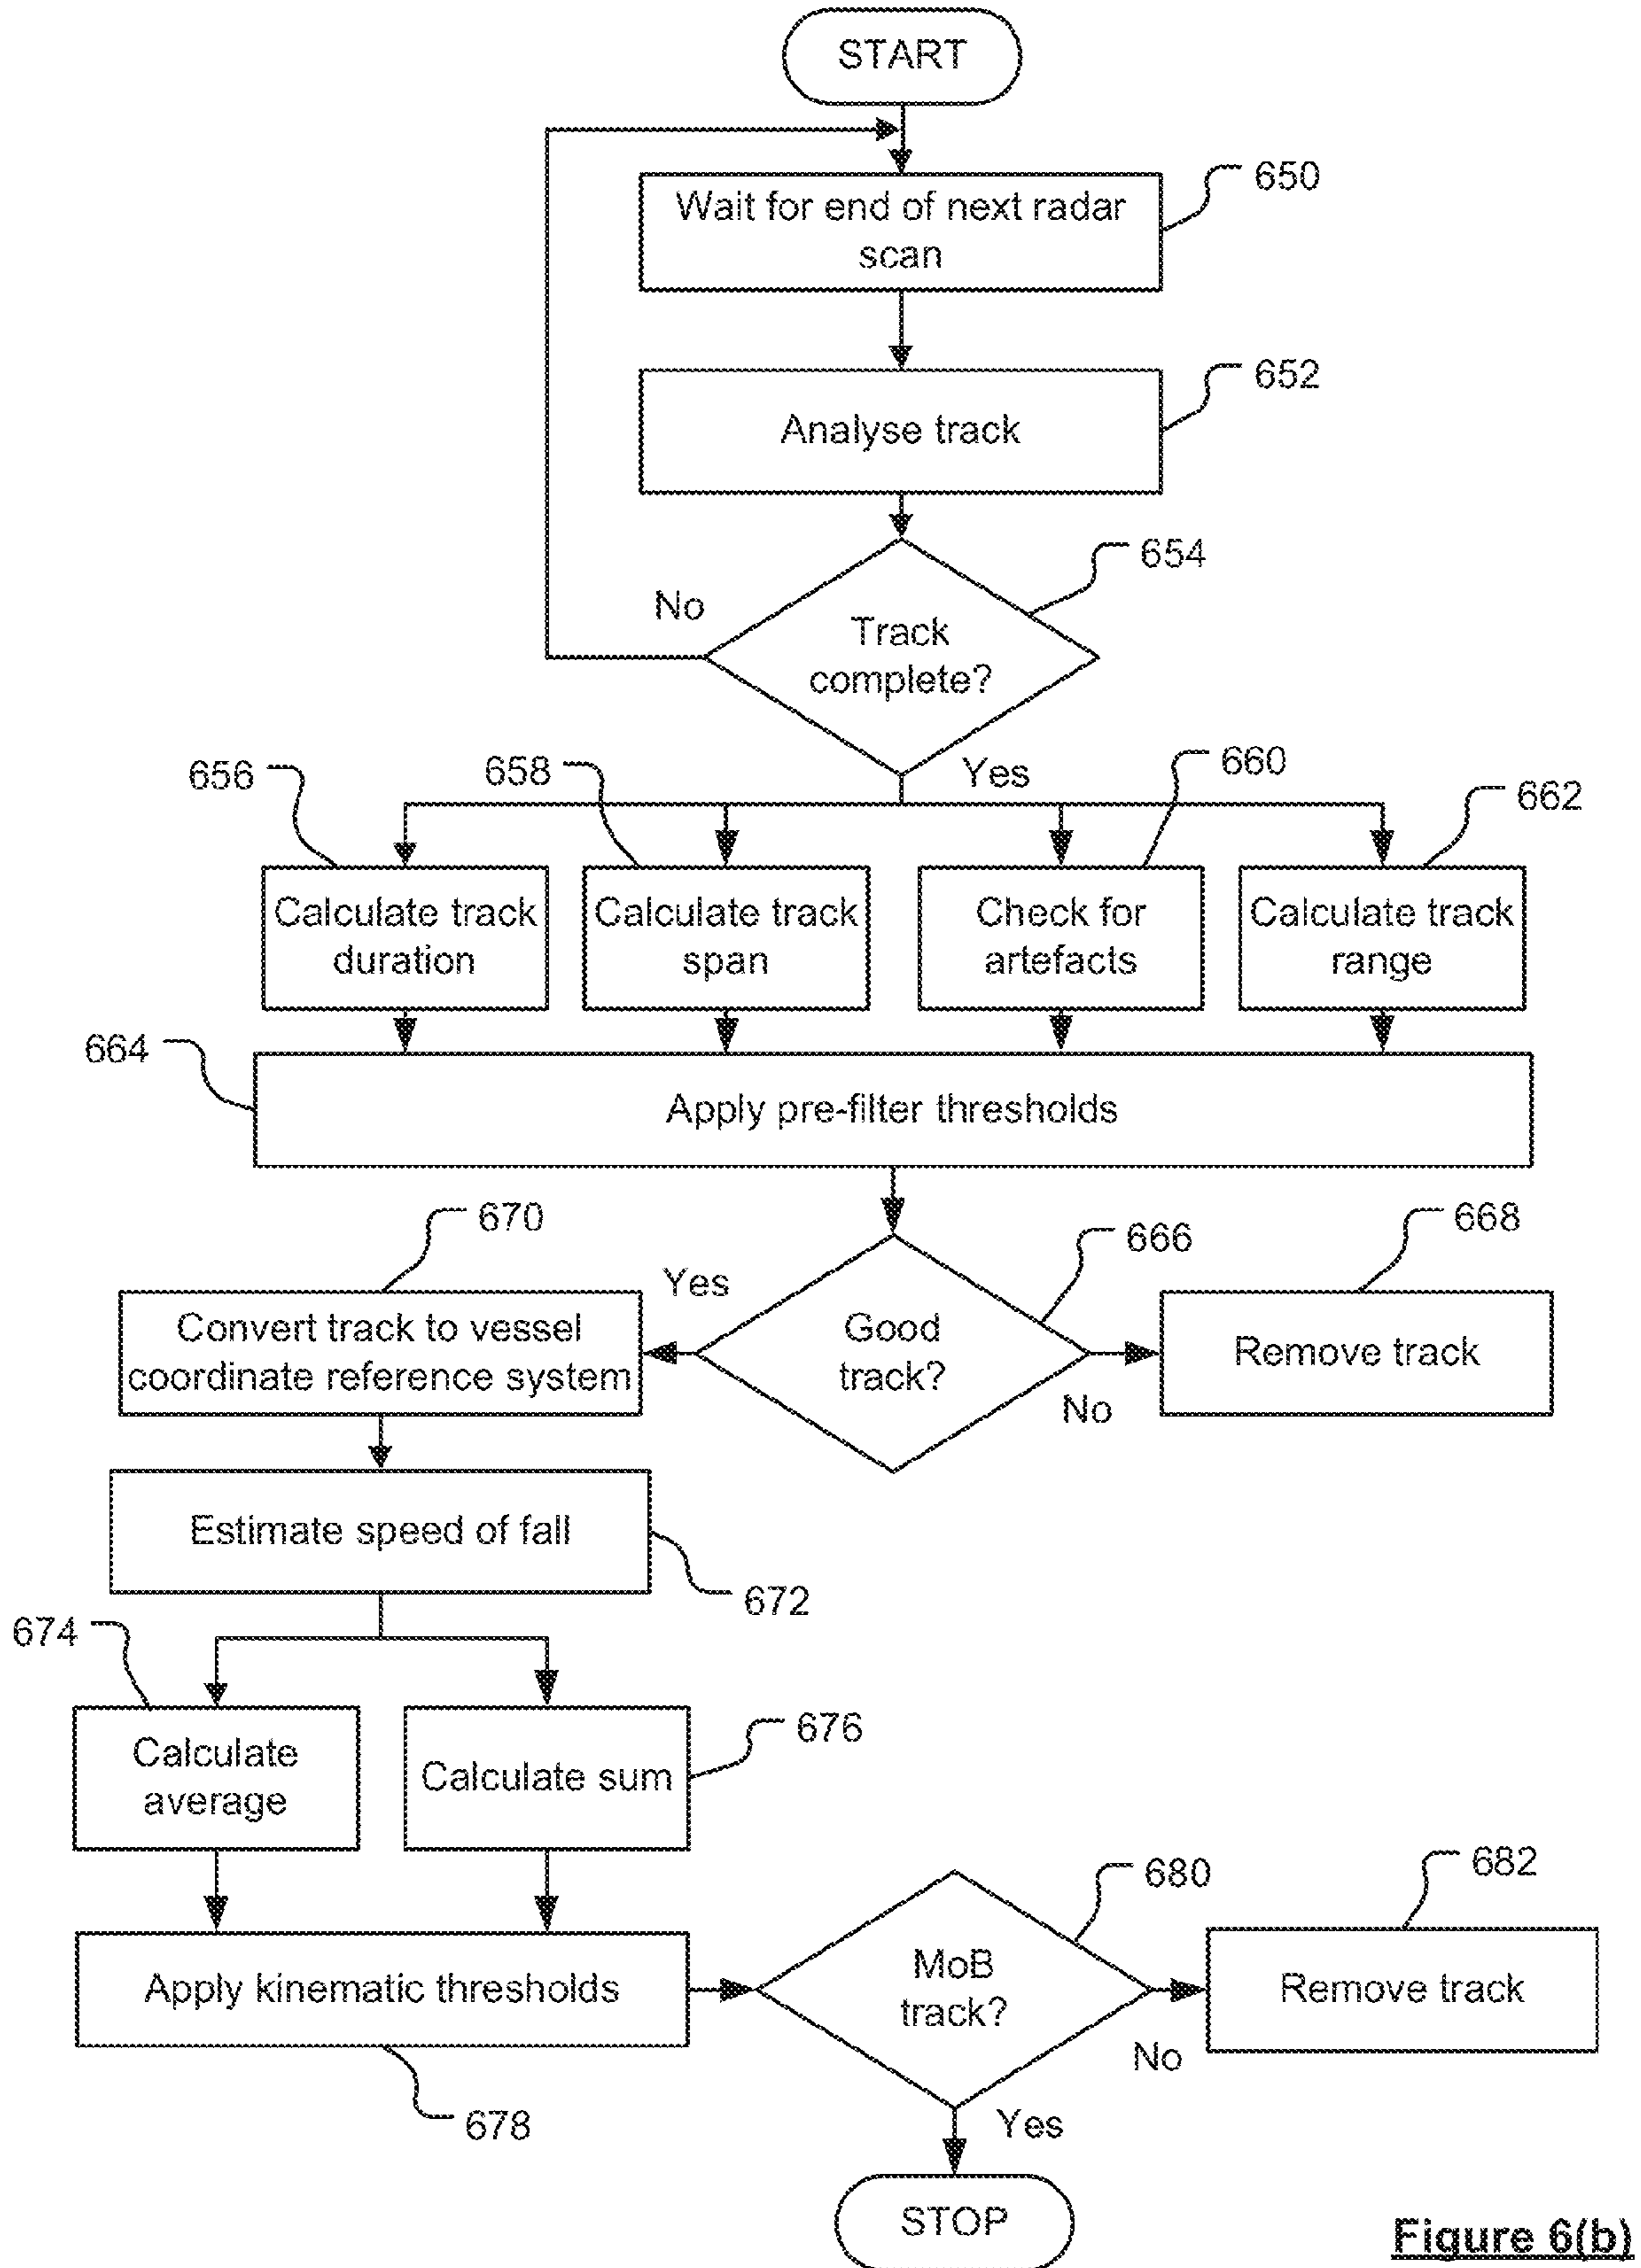 START
650
Wait for end of next radar
scan
652
Analyse track
654
No
Track
complete?
Yes
656
658
660
662
Calculate track
duration
Calculate track
span
Check for
artefacts
Calculate track
range
664
Apply pre-filter thresholds
670
666
668
Yes
Convert track to vessel
coordinate reference system
Good
track?
No
Remove track
Estimate speed of fall
672
674
676
Calculate
average
Calculate sum
680
682
Apply kinematic thresholds
MoB
track?
No
Remove track
678
Yes
STOP
Figure 6(b)